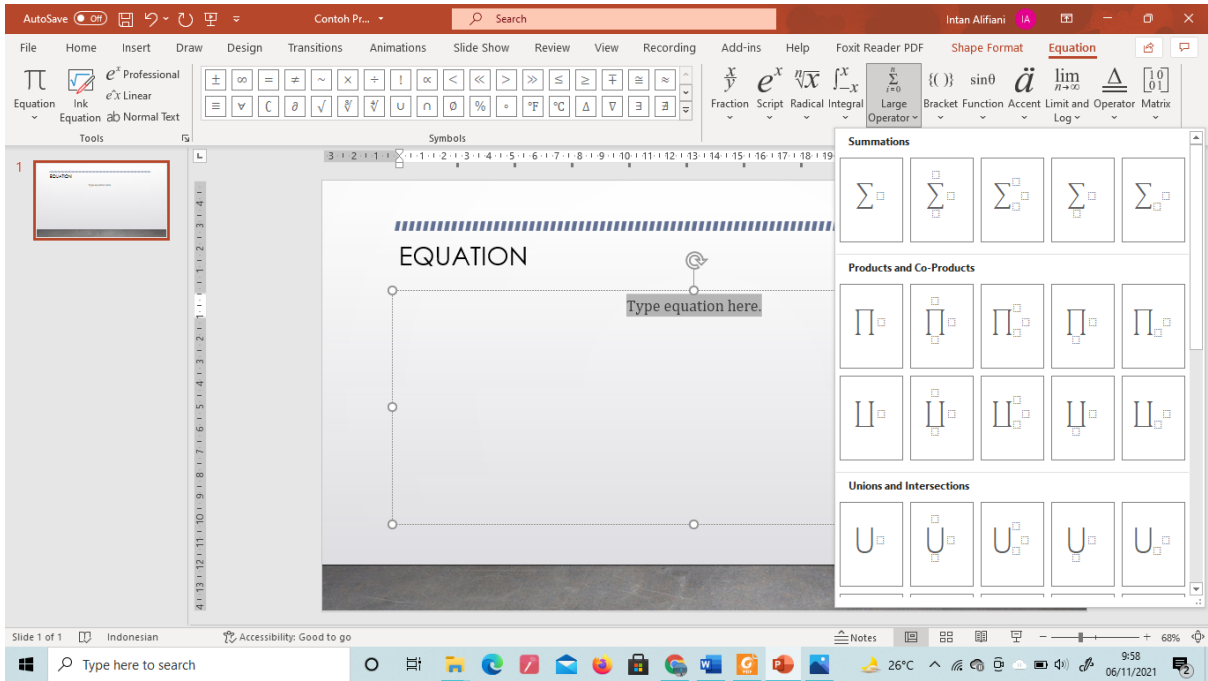 AutoSave Off Contoh Pr... Search Intan Alifiani IA
File Home Insert Draw Design Transitions Animations Slide Show Review View Recording Add-ins Help Foxit Reader PDF Shape Format Equation
Equation
Ink Equation
Professional
Linear
ab Normal Text
Tools
± ∞ = ≠ ~ × ÷ ! ∝ < ≪ > ≫ ≤ ≥ ∓ ≅ ≈
≡ ∀ ∁ ∂ √ ∛ ∜ ∪ ∩ ∅ % ° °F °C ∆ ∇ ∃ ∄
Symbols
Fraction Script Radical Integral Large Operator Bracket Function Accent Limit and Log Operator Matrix
Summations
Products and Co-Products
Unions and Intersections
1
EQUATION
Type equation here.
Slide 1 of 1 Indonesian Accessibility: Good to go Notes 68%
Type here to search 26°C 9:58
06/11/2021